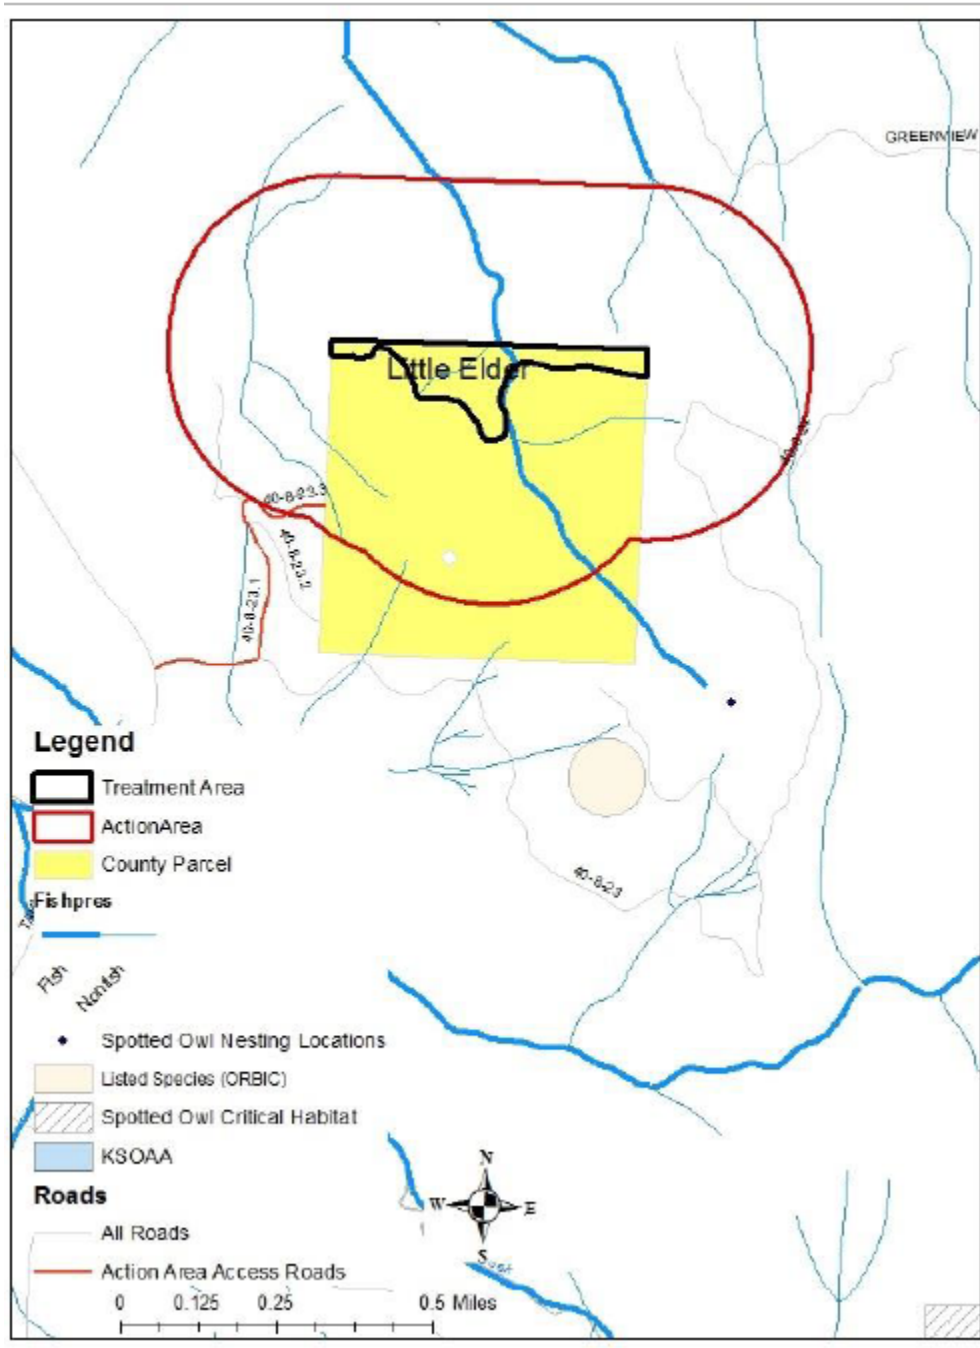 GREENVIEW
Little Elder
40-8-23.3
40-8-23.2
40-8-23.1
Legend
Treatment Area
ActionArea
County Parcel
Fishpres
Fish
Nonfish
40-8-23
Spotted Owl Nesting Locations
Listed Species (ORBIC)
Spotted Owl Critical Habitat
KSOAA
Roads
All Roads
Action Area Access Roads
N
W
E
S
0 0.125 0.25 0.5 Miles